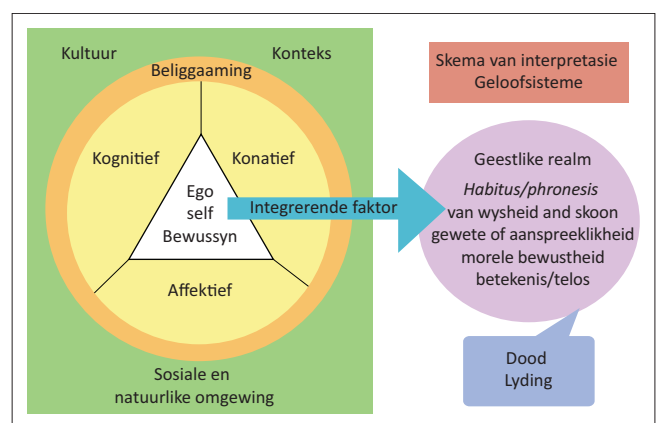 Kultuur
Konteks
Beliggaaming
Kognitief
Konatief
Ego
self
Bewussyn
Affektief
Sosiale en
natuurlike omgewing
Integrerende faktor
Skema van interpretasie
Geloofsisteme
Geestlike realm
Habitus/phronesis
van wysheid and skoon
gewete of aanspreeklikheid
morele bewustheid
betekenis/telos
Dood
Lyding